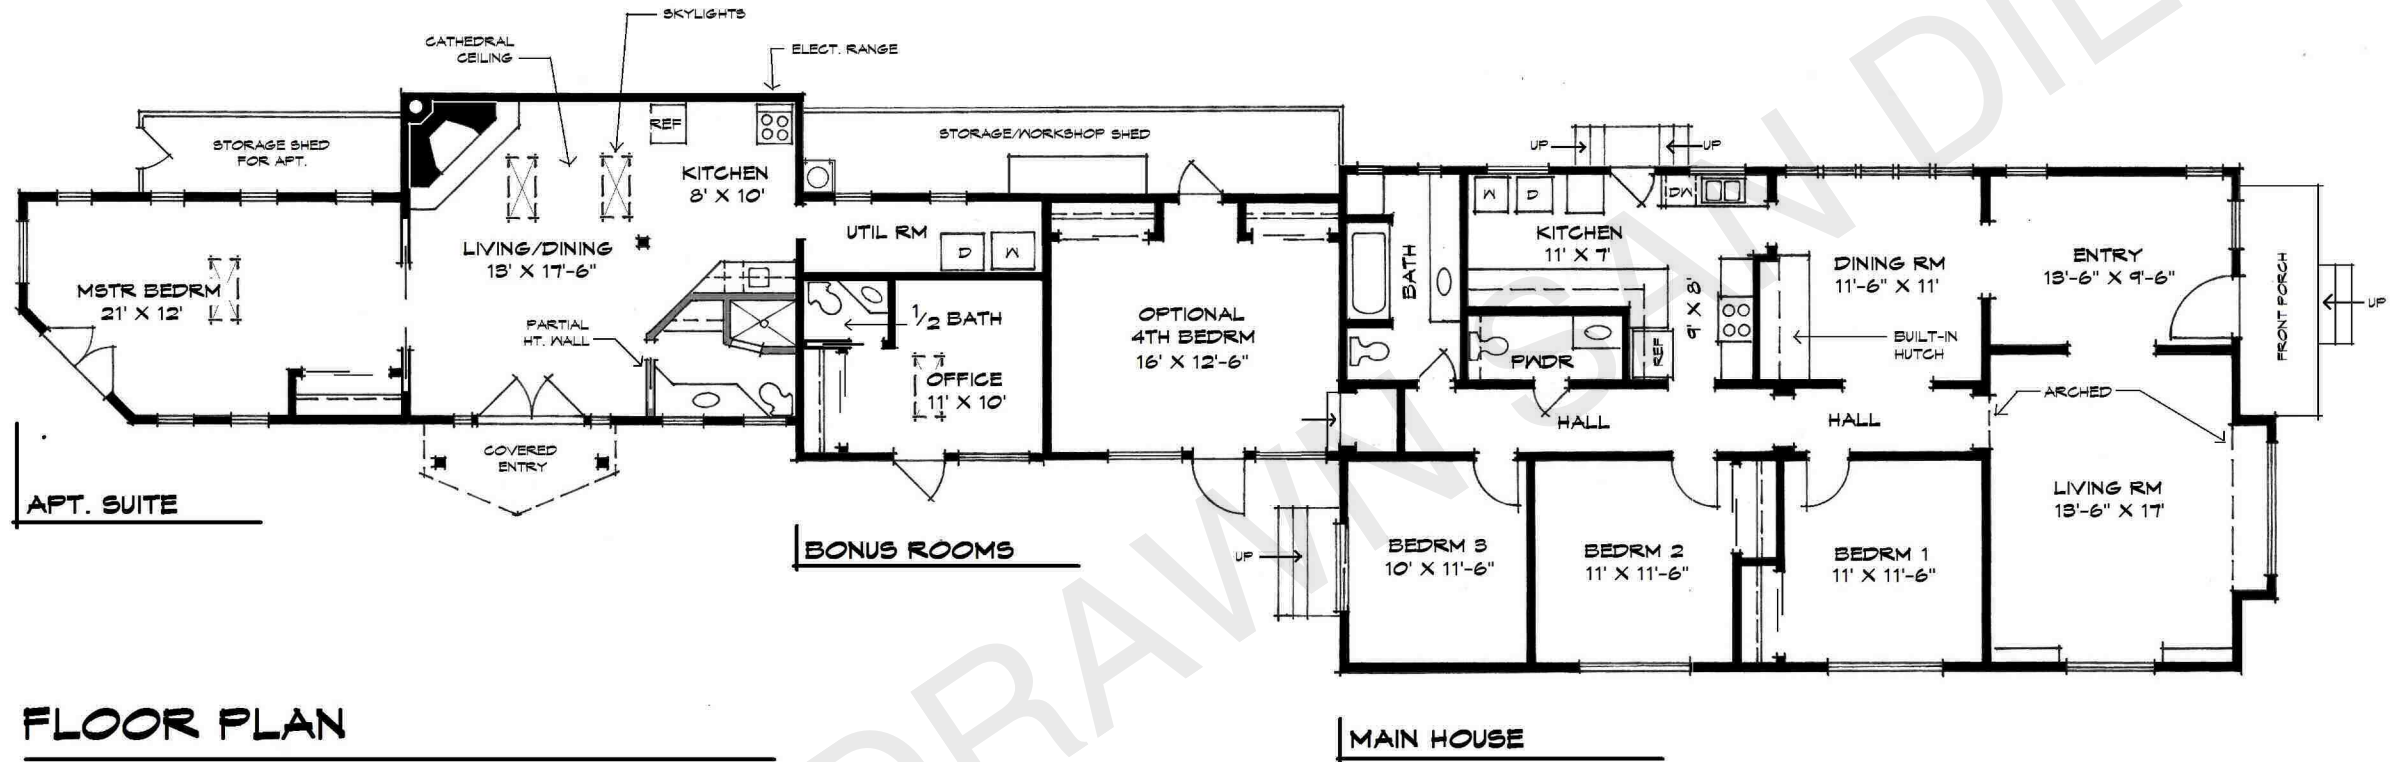 SKYLIGHTS
CATHEDRAL
CEILING
ELECT. RANGE
STORAGE SHED
FOR APT.
REF
KITCHEN
8' X 10'
STORAGE/WORKSHOP SHED
UP
UP
MSTR BEDRM
21' X 12'
LIVING/DINING
13' X 17'-6"
PARTIAL
HT. WALL
UTIL RM
D
W
1/2 BATH
OFFICE
11' X 10'
OPTIONAL
4TH BEDRM
16' X 12'-6"
BATH
W
D
DW
KITCHEN
11' X 7'
9' X 8'
PWDR
REF
DINING RM
11'-6" X 11'
BUILT-IN
HUTCH
ENTRY
13'-6" X 9'-6"
FRONT PORCH
UP
ARCHED
HALL
HALL
COVERED
ENTRY
LIVING RM
13'-6" X 17'
UP
BEDRM 3
10' X 11'-6"
BEDRM 2
11' X 11'-6"
BEDRM 1
11' X 11'-6"
APT. SUITE
BONUS ROOMS
MAIN HOUSE
FLOOR PLAN
DRAWN SAN DIE